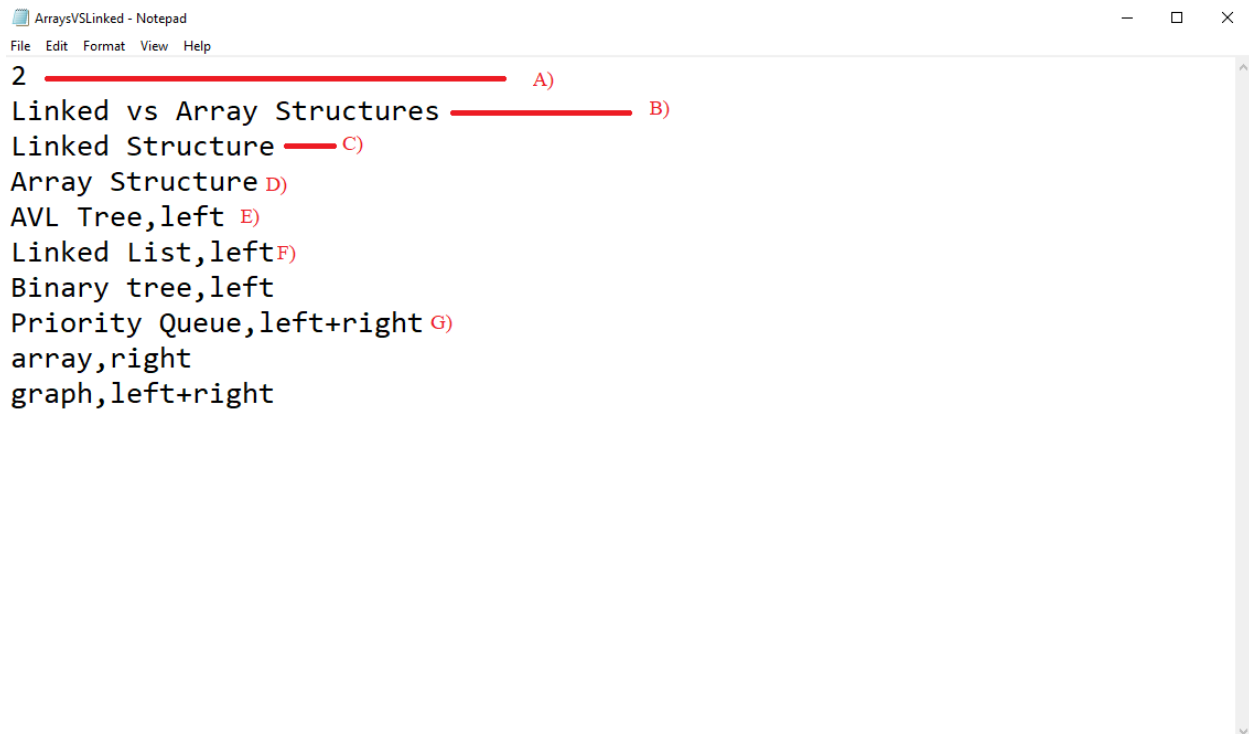 ArraysVSLinked - Notepad
File Edit Format View Help
2 A)
Linked vs Array Structures B)
Linked Structure C)
Array Structure D)
AVL Tree,left E)
Linked List,left F)
Binary tree,left
Priority Queue,left+right G)
array,right
graph,left+right